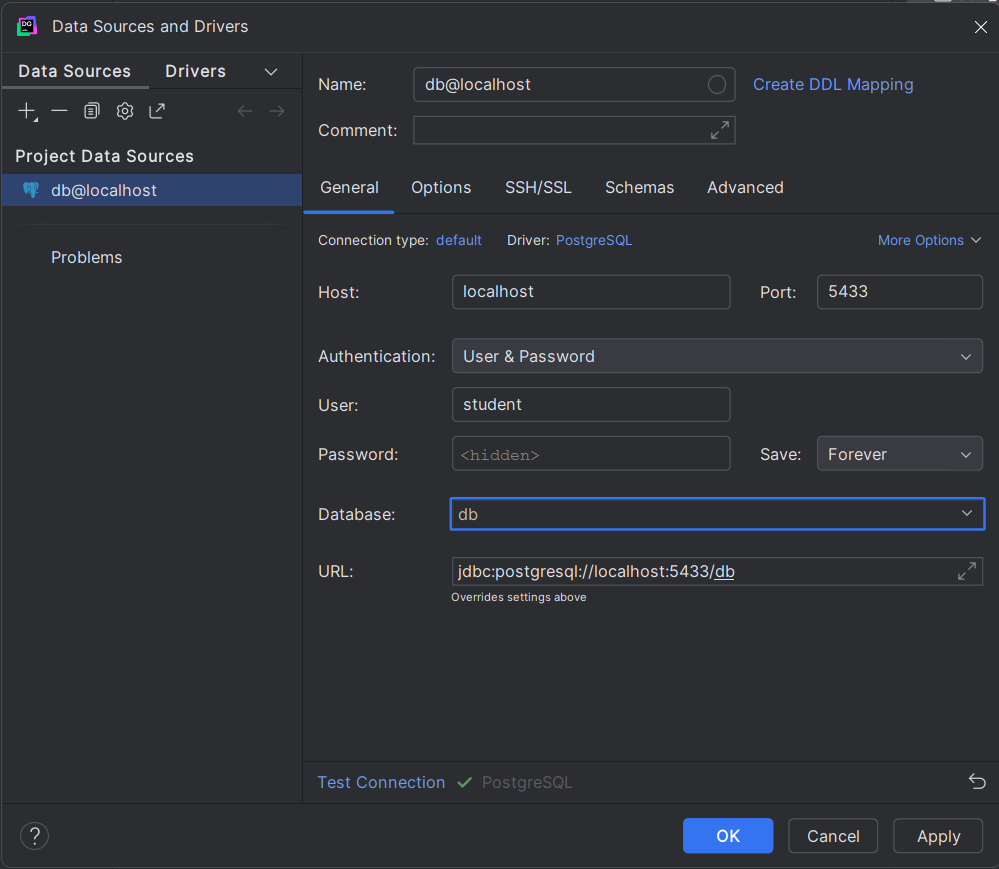 DG
Data Sources and Drivers
Data Sources Drivers
Project Data Sources
db@localhost
Problems
Name: db@localhost Create DDL Mapping
Comment:
General Options SSH/SSL Schemas Advanced
Connection type: default Driver: PostgreSQL More Options
Host: localhost Port: 5433
Authentication: User & Password
User: student
Password: <hidden> Save: Forever
Database: db
URL: jdbc:postgresql://localhost:5433/db
Overrides settings above
Test Connection PostgreSQL
? OK Cancel Apply